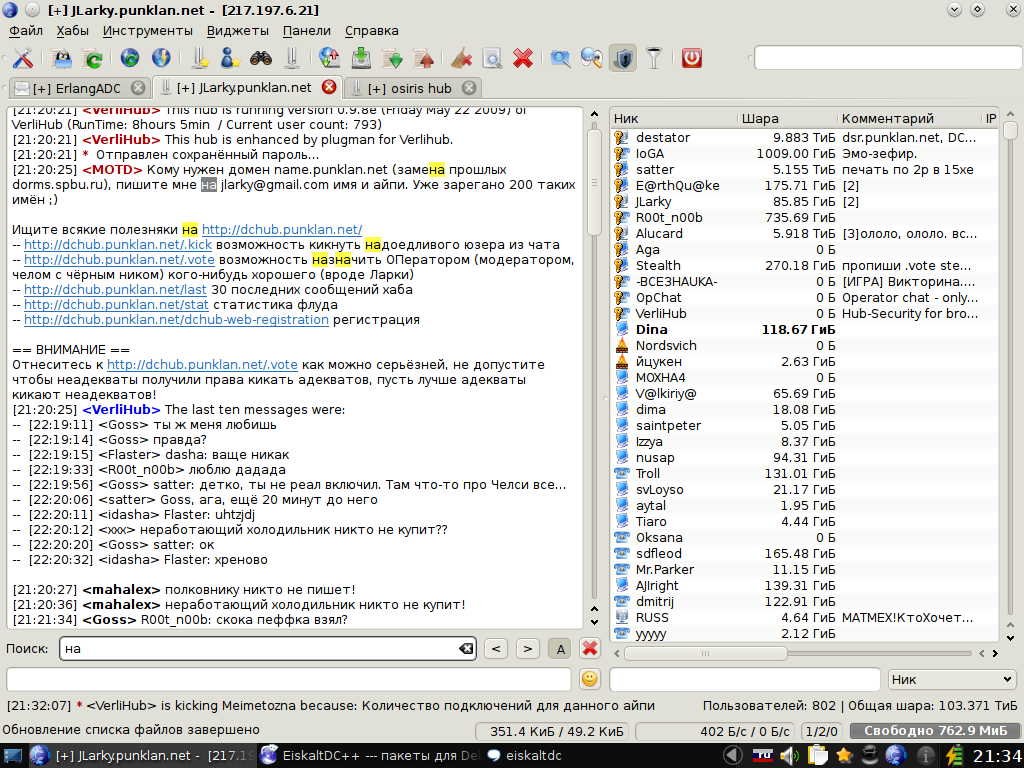 [+] JLarky.punklan.net - [217.197.6.21]
Файл Хабы Инструменты Виджеты Панели Справка
[+] ErlangADC [+] JLarky.punklan.net [+] osiris hub
[21:20:21] <VerliHub> This hub is running version 0.9.8e (Friday May 22 2009) of
VerliHub (RunTime: 8hours 5min / Current user count: 793)
[21:20:21] <VerliHub> This hub is enhanced by plugman for Verlihub.
[21:20:21] * Отправлен сохранённый пароль...
[21:20:25] <MOTD> Кому нужен домен name.punklan.net (замена прошлых
dorms.spbu.ru), пишите мне на jlarky@gmail.com имя и айпи. Уже зарегано 200 таких
имён ;)
Ищите всякие полезняки на http://dchub.punklan.net/
-- http://dchub.punklan.net/.kick возможность кикнуть надоедливого юзера из чата
-- http://dchub.punklan.net/.vote возможность назначить ОПератором (модератором,
челом с чёрным ником) кого-нибудь хорошего (вроде Ларки)
-- http://dchub.punklan.net/last 30 последних сообщений хаба
-- http://dchub.punklan.net/stat статистика флуда
-- http://dchub.punklan.net/dchub-web-registration регистрация
== ВНИМАНИЕ ==
Отнеситесь к http://dchub.punklan.net/.vote как можно серьёзней, не допустите
чтобы неадекваты получили права кикать адекватов, пусть лучше адекваты
кикают неадекватов!
[21:20:25] <VerliHub> The last ten messages were:
-- [22:19:11] <Goss> ты ж меня любишь
-- [22:19:14] <Goss> правда?
-- [22:19:15] <Flaster> dasha: ваще никак
-- [22:19:33] <R00t_n00b> люблю дадада
-- [22:19:56] <Goss> satter: детко, ты не реал включил. Там что-то про Челси все...
-- [22:20:06] <satter> Goss, ага, ещё 20 минут до него
-- [22:20:11] <idasha> Flaster: uhtzjdj
-- [22:20:12] <xxx> неработающий холодильник никто не купит??
-- [22:20:20] <Goss> satter: ок
-- [22:20:32] <idasha> Flaster: хреново
[21:20:27] <mahalex> полковнику никто не пишет!
[21:20:36] <mahalex> неработающий холодильник никто не купит!
[21:21:34] <Goss> R00t_n00b: скока пеффка взял?
Ник Шара Комментарий IP
destator 9.883 ТиБ dsr.punklan.net, DC...
IoGA 1009.00 ГиБ Эмо-зефир.
satter 5.155 ТиБ печать по 2р в 15хе
E@rthQu@ke 175.71 ГиБ [2]
JLarky 85.85 ГиБ [2]
R00t_n00b 735.69 ГиБ
Alucard 5.918 ТиБ [3]ололо, ололо. вс...
Aga 0 Б
Stealth 270.18 ГиБ пропиши .vote ste...
-ВСЕЗНАUКА- 0 Б [ИГРА] Викторина....
OpChat 0 Б Operator chat - only...
VerliHub 0 Б Hub-Security for bro...
Dina 118.67 ГиБ
Nordsvich 0 Б
йцукен 2.63 ГиБ
МОХНА4 0 Б
V@lkiriy@ 65.69 ГиБ
dima 18.08 ГиБ
saintpeter 5.05 ГиБ
Izzya 8.37 ГиБ
nusap 94.31 ГиБ
Troll 131.01 ГиБ
svLoyso 21.17 ГиБ
aytal 1.95 ГиБ
Tiaro 4.44 ГиБ
Oksana 0 Б
sdfleod 165.48 ГиБ
Mr.Parker 11.15 ГиБ
AJIright 139.31 ГиБ
dmitrij 122.91 ГиБ
RUSS 4.64 ГиБ МАТМЕХ!КтоХочет...
yyyyy 2.12 ГиБ
Поиск: на < > A
Ник
[21:32:07] * <VerliHub> is kicking Meimetozna because: Количество подключений для данного айпи Пользователей: 802 | Общая шара: 103.371 ТиБ
Обновление списка файлов завершено 351.4 КиБ / 49.2 КиБ 402 Б/с / 0 Б/с 1/2/0 Свободно 762.9 МиБ
[+] JLarky.punklan.net - [217.19 EiskaltDC++ --- пакеты для De eiskaltdc 21:34